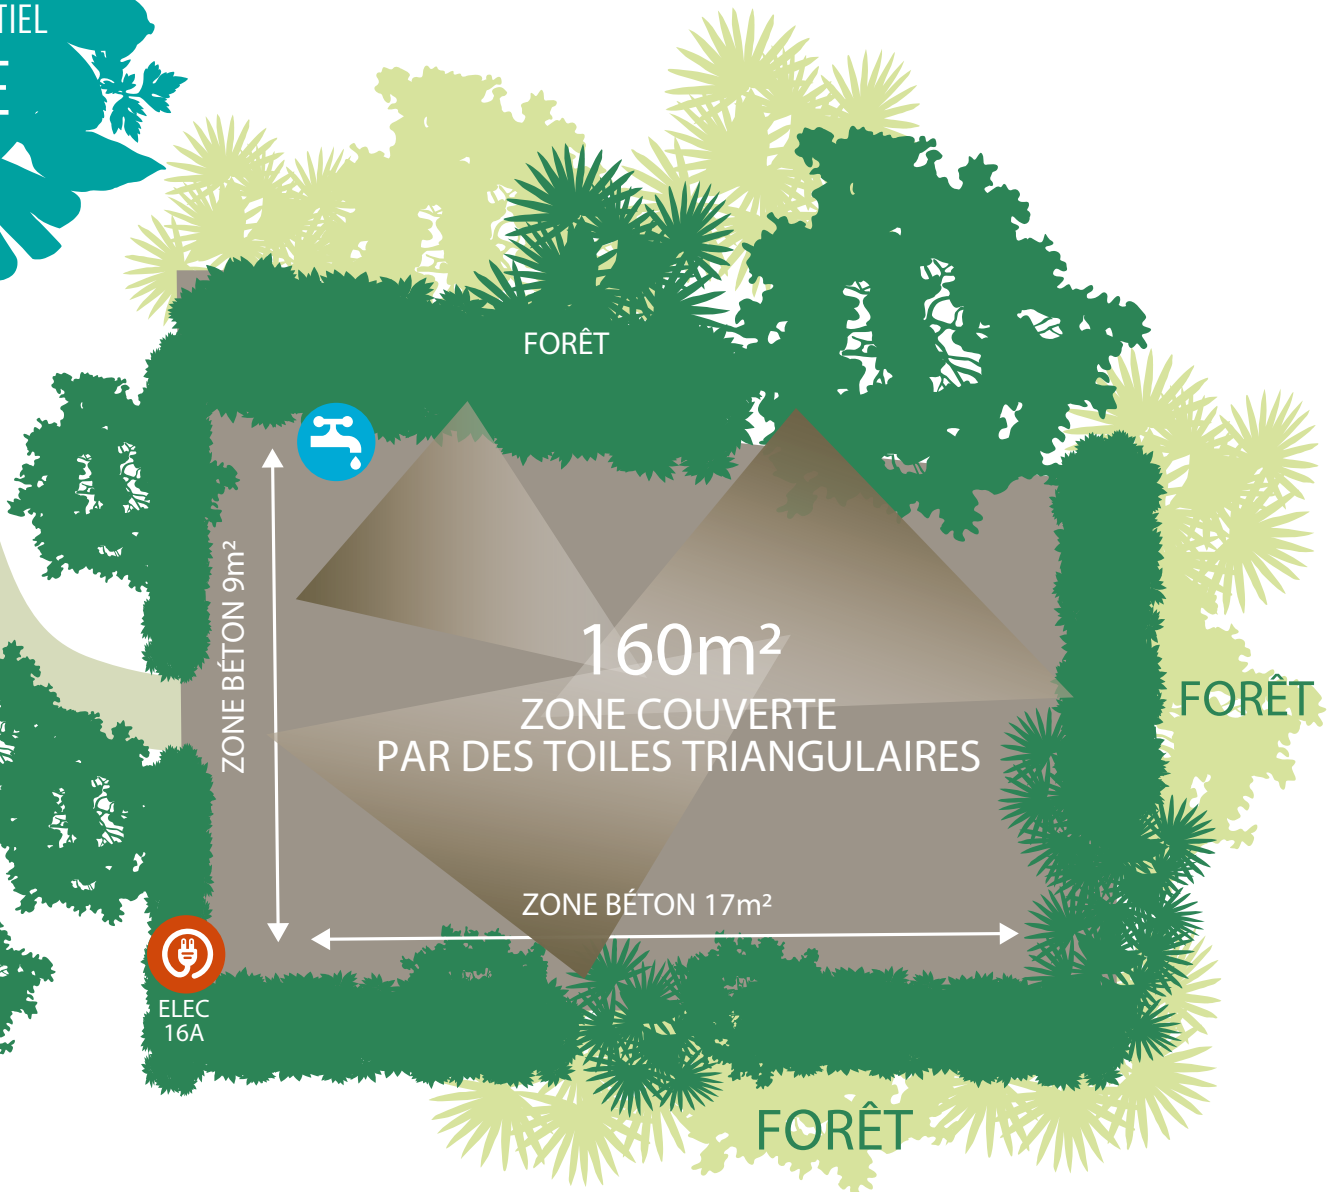 TIEL
E
FORÊT
ZONE BÉTON 9m²
160m²
ZONE COUVERTE
PAR DES TOILES TRIANGULAIRES
FORÊT
ZONE BÉTON 17m²
ELEC
16A
FORÊT